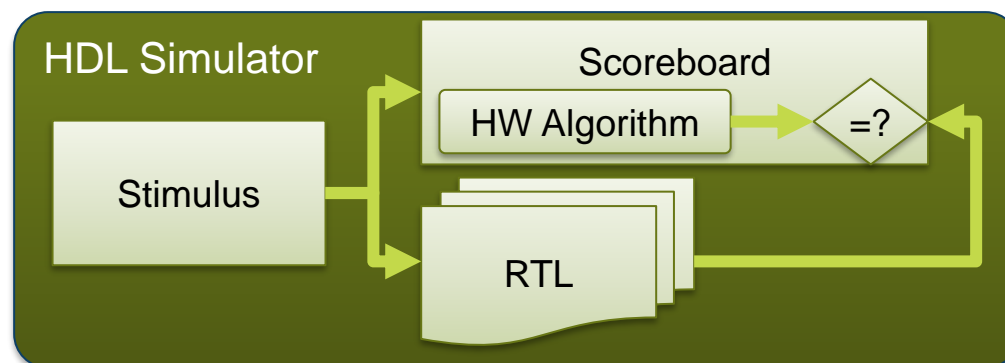 HDL Simulator
Scoreboard
HW Algorithm
=?
Stimulus
RTL